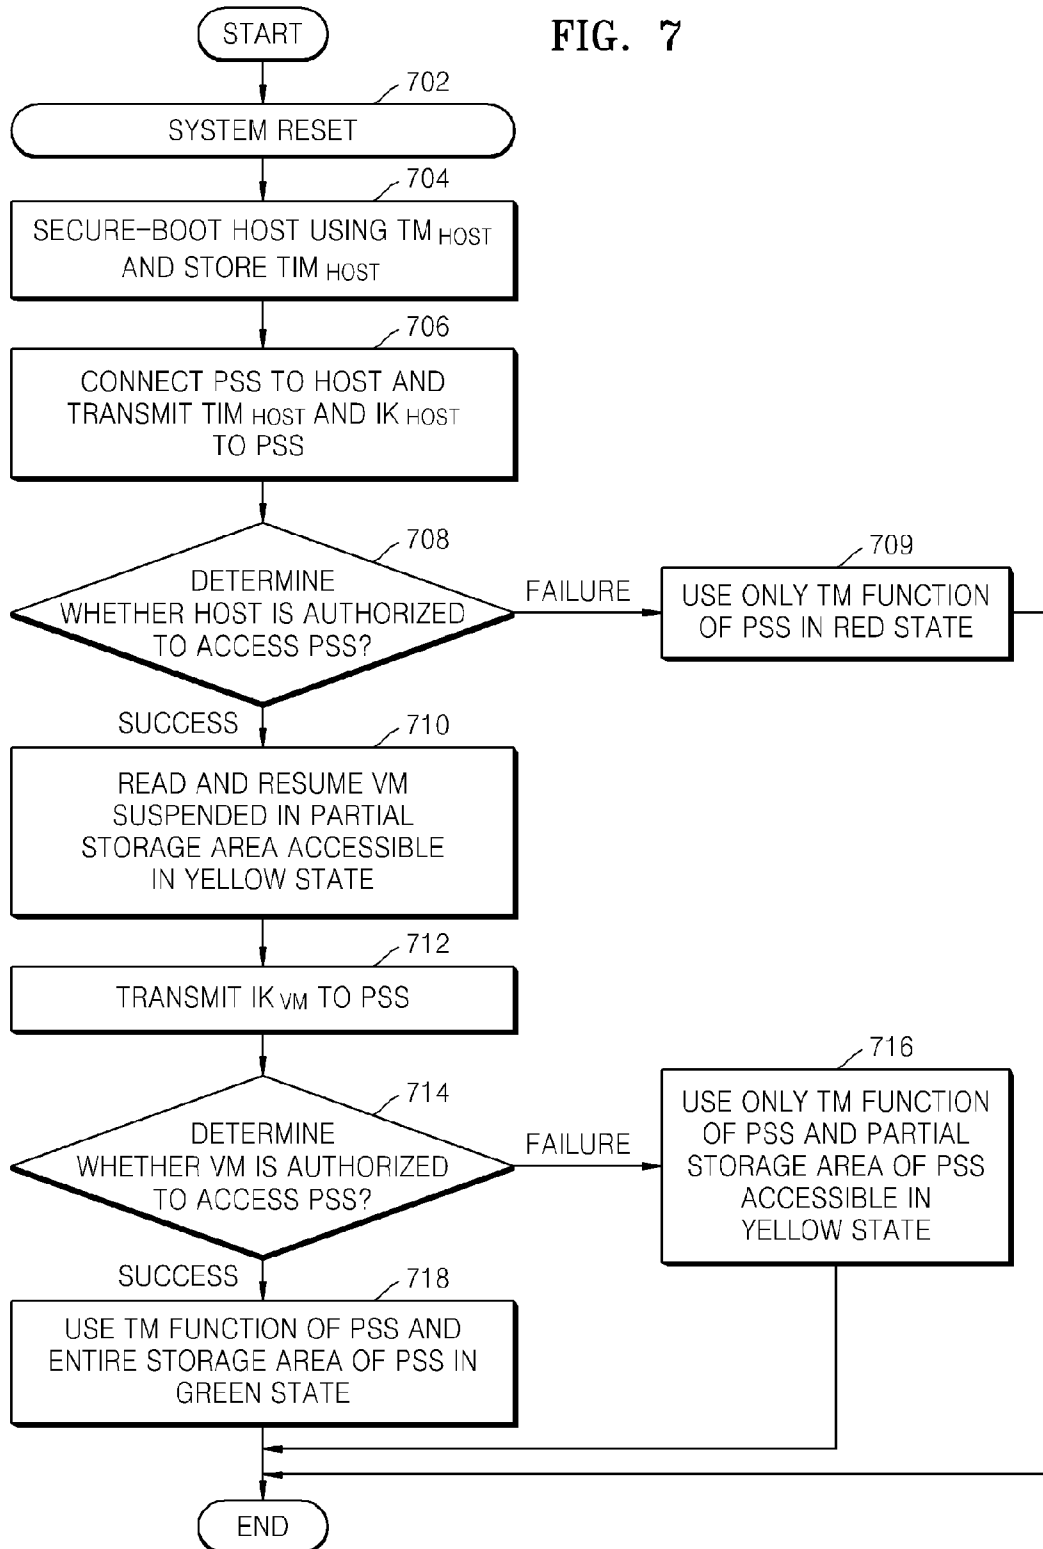 START
FIG. 7
702
SYSTEM RESET
704
SECURE-BOOT HOST USING TM HOST
AND STORE TIM HOST
706
CONNECT PSS TO HOST AND
TRANSMIT TIM HOST AND IK HOST
TO PSS
708
DETERMINE
WHETHER HOST IS AUTHORIZED
TO ACCESS PSS?
FAILURE
709
USE ONLY TM FUNCTION
OF PSS IN RED STATE
SUCCESS
710
READ AND RESUME VM
SUSPENDED IN PARTIAL
STORAGE AREA ACCESSIBLE
IN YELLOW STATE
712
TRANSMIT IK VM TO PSS
714
DETERMINE
WHETHER VM IS AUTHORIZED
TO ACCESS PSS?
FAILURE
716
USE ONLY TM FUNCTION
OF PSS AND PARTIAL
STORAGE AREA OF PSS
ACCESSIBLE IN
YELLOW STATE
SUCCESS
718
USE TM FUNCTION OF PSS AND
ENTIRE STORAGE AREA OF PSS IN
GREEN STATE
END